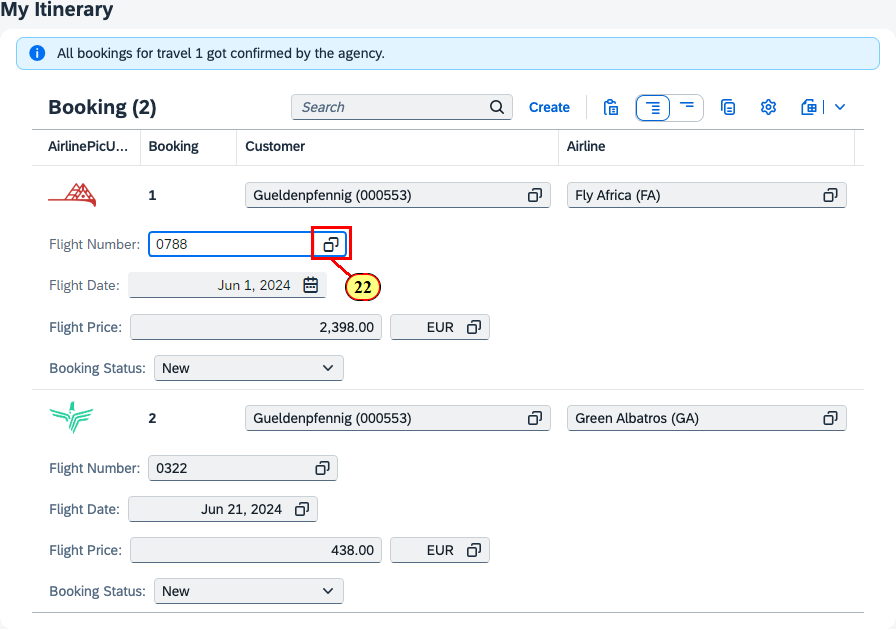 My Itinerary
All bookings for travel 1 got confirmed by the agency.
Booking (2)
Search
Create
AirlinePicU... Booking Customer Airline
1 Gueldenpfennig (000553) Fly Africa (FA)
Flight Number: 0788
22
Flight Date: Jun 1, 2024
Flight Price: 2,398.00 EUR
Booking Status: New
2 Gueldenpfennig (000553) Green Albatros (GA)
Flight Number: 0322
Flight Date: Jun 21, 2024
Flight Price: 438.00 EUR
Booking Status: New